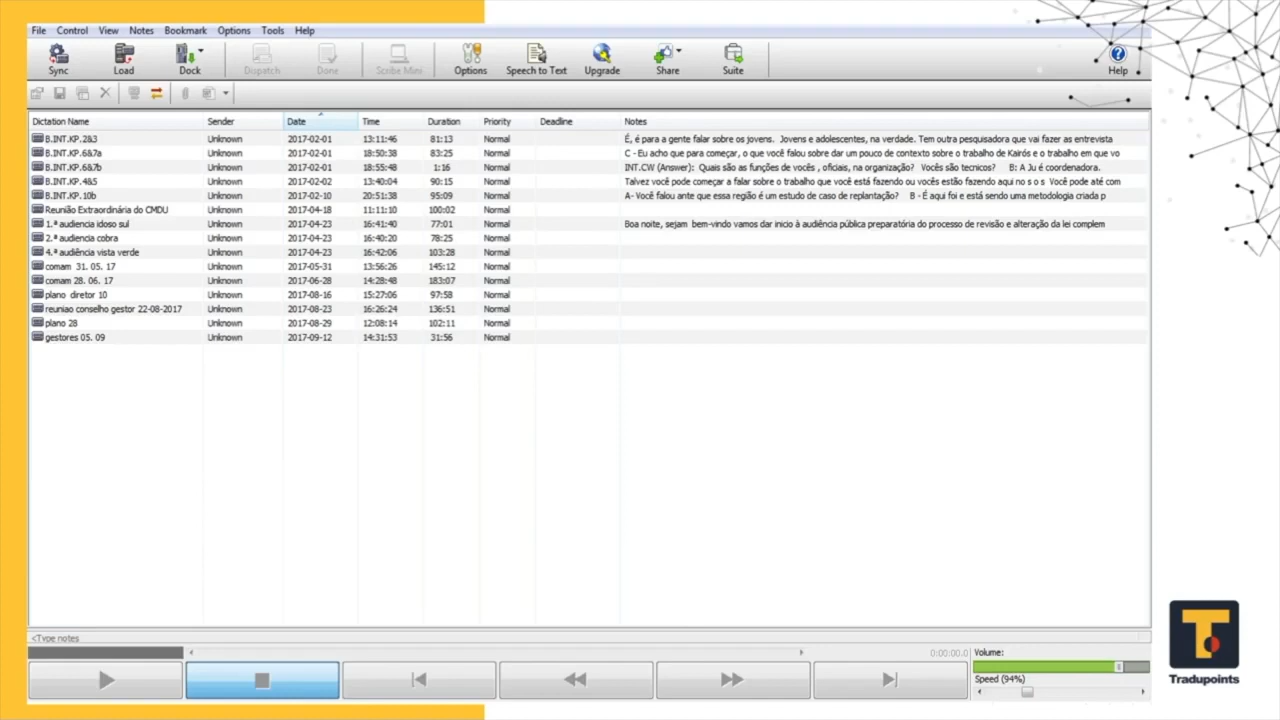 File Control View Notes Bookmark Options Tools Help
Sync Load Dock Dispatch Done Scribe Mini Options Speech to Text Upgrade Share Suite Help
Dictation Name Sender Date Time Duration Priority Deadline Notes
B.INT.KP.2&3 Unknown 2017-02-01 13:11:46 81:13 Normal É, é para a gente falar sobre os jovens. Jovens e adolescentes, na verdade. Tem outra pesquisadora que vai fazer as entrevista
B.INT.KP.6&7a Unknown 2017-02-01 18:50:38 83:25 Normal C - Eu acho que para começar, o que você falou sobre dar um pouco de contexto sobre o trabalho de Kairós e o trabalho em que vo
B.INT.KP.6&7b Unknown 2017-02-01 18:55:48 1:16 Normal INT.CW (Answer): Quais são as funções de vocês , oficiais, na organização? Vocês são tecnicos? B: A Ju é coordenadora.
B.INT.KP.4&5 Unknown 2017-02-02 13:40:04 90:15 Normal Talvez você pode começar a falar sobre o trabalho que você está fazendo ou vocês estão fazendo aqui no s o s Você pode até com
B.INT.KP.10b Unknown 2017-02-10 20:51:38 95:09 Normal A- Você falou ante que essa região é um estudo de caso de replantação? B - É aqui foi e está sendo uma metodologia criada p
Reunião Extraordinária do CMDU Unknown 2017-04-18 11:11:10 100:02 Normal
1.ª audiencia idoso sul Unknown 2017-04-23 16:41:40 77:01 Normal Boa noite, sejam bem-vindo vamos dar inicio à audiência pública preparatória do processo de revisão e alteração da lei complem
2.ª audiencia cobra Unknown 2017-04-23 16:40:20 78:25 Normal
4.ª audiência vista verde Unknown 2017-04-23 16:42:06 103:28 Normal
comam 31. 05. 17 Unknown 2017-05-31 13:56:26 145:12 Normal
comam 28. 06. 17 Unknown 2017-06-28 14:28:48 183:07 Normal
plano diretor 10 Unknown 2017-08-16 15:27:06 97:58 Normal
reuniao conselho gestor 22-08-2017 Unknown 2017-08-23 16:26:24 136:51 Normal
plano 28 Unknown 2017-08-29 12:08:14 102:11 Normal
gestores 05. 09 Unknown 2017-09-12 14:31:53 31:56 Normal
<Type notes
0:00:00.0 Volume:
Speed (94%)
Tradupoints